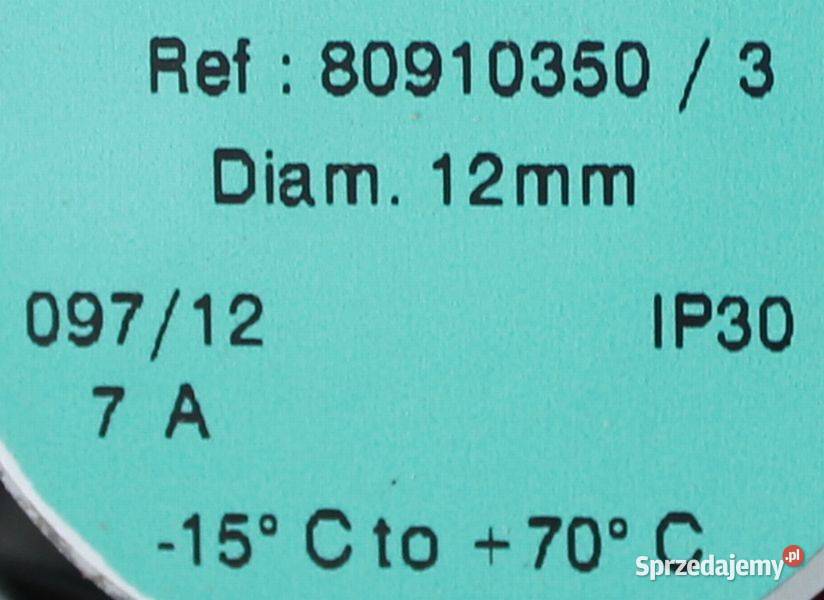 Ref : 80910350 / 3
Diam. 12mm
097/12 IP30
7 A
-15° C to +70° C
Sprzedajemy.pl